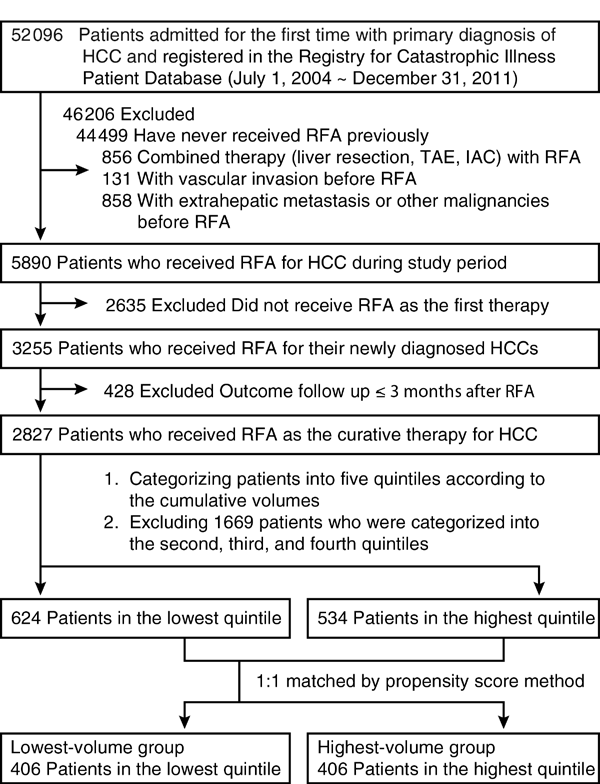 52096 Patients admitted for the first time with primary diagnosis of
HCC and registered in the Registry for Catastrophic Illness
Patient Database (July 1, 2004 ~ December 31, 2011)
46206 Excluded
44499 Have never received RFA previously
856 Combined therapy (liver resection, TAE, IAC) with RFA
131 With vascular invasion before RFA
858 With extrahepatic metastasis or other malignancies
before RFA
5890 Patients who received RFA for HCC during study period
2635 Excluded Did not receive RFA as the first therapy
3255 Patients who received RFA for their newly diagnosed HCCs
428 Excluded Outcome follow up ≤ 3 months after RFA
2827 Patients who received RFA as the curative therapy for HCC
1. Categorizing patients into five quintiles according to
the cumulative volumes
2. Excluding 1669 patients who were categorized into
the second, third, and fourth quintiles
624 Patients in the lowest quintile
534 Patients in the highest quintile
1:1 matched by propensity score method
Lowest-volume group
406 Patients in the lowest quintile
Highest-volume group
406 Patients in the highest quintile